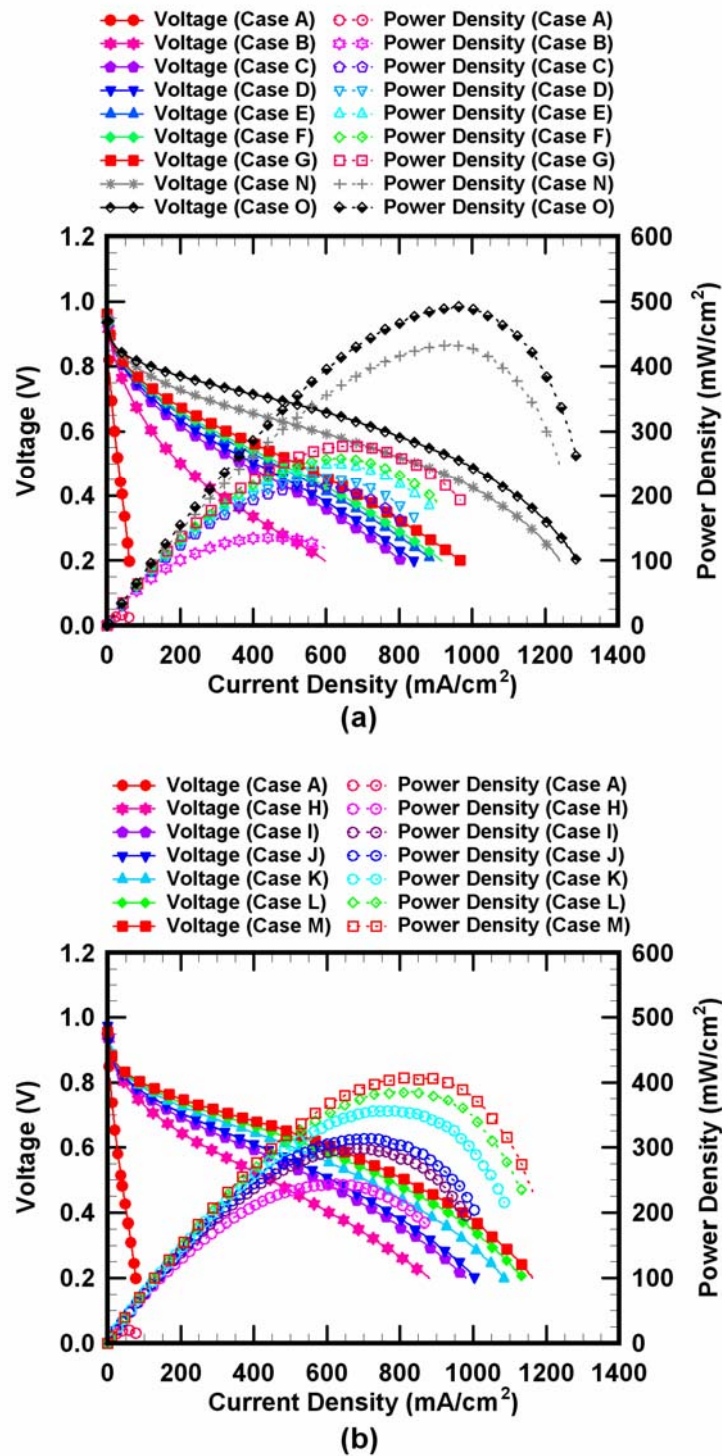 Voltage (Case A) Power Density (Case A)
Voltage (Case B) Power Density (Case B)
Voltage (Case C) Power Density (Case C)
Voltage (Case D) Power Density (Case D)
Voltage (Case E) Power Density (Case E)
Voltage (Case F) Power Density (Case F)
Voltage (Case G) Power Density (Case G)
Voltage (Case N) Power Density (Case N)
Voltage (Case O) Power Density (Case O)
1.2 600
1.0 500
0.8 400
0.6 300
0.4 200
0.2 100
0.0 0
Voltage (V)
Power Density (mW/cm²)
0 200 400 600 800 1000 1200 1400
Current Density (mA/cm²)
(a)
Voltage (Case A) Power Density (Case A)
Voltage (Case H) Power Density (Case H)
Voltage (Case I) Power Density (Case I)
Voltage (Case J) Power Density (Case J)
Voltage (Case K) Power Density (Case K)
Voltage (Case L) Power Density (Case L)
Voltage (Case M) Power Density (Case M)
1.2 600
1.0 500
0.8 400
0.6 300
0.4 200
0.2 100
0.0 0
Voltage (V)
Power Density (mW/cm²)
0 200 400 600 800 1000 1200 1400
Current Density (mA/cm²)
(b)